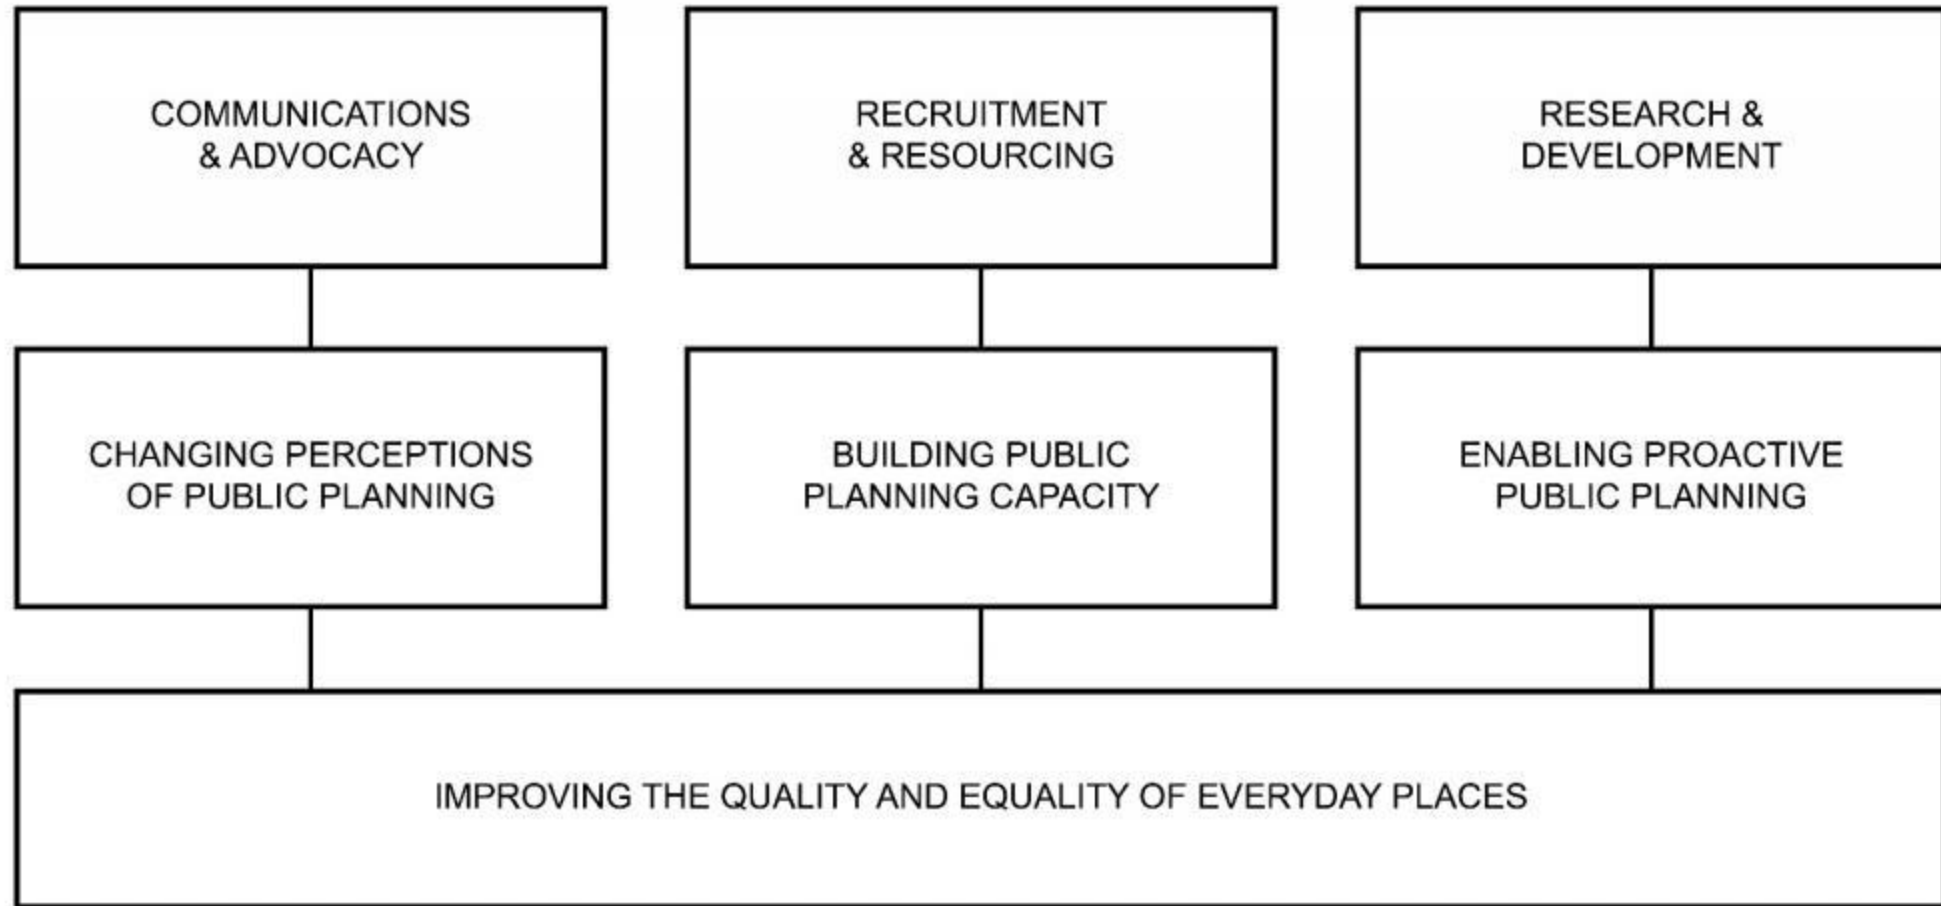 COMMUNICATIONS
& ADVOCACY
RECRUITMENT
& RESOURCING
RESEARCH &
DEVELOPMENT
CHANGING PERCEPTIONS
OF PUBLIC PLANNING
BUILDING PUBLIC
PLANNING CAPACITY
ENABLING PROACTIVE
PUBLIC PLANNING
IMPROVING THE QUALITY AND EQUALITY OF EVERYDAY PLACES